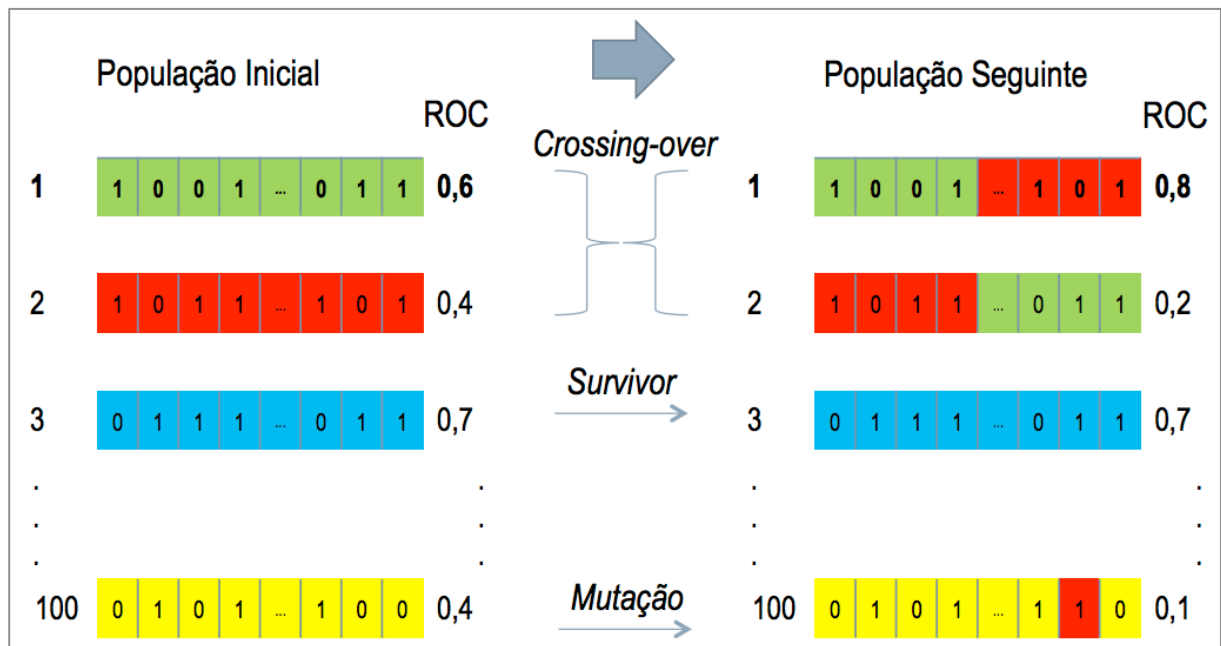 População Inicial
População Seguinte
ROC
ROC
Crossing-over
1 1 0 0 1 ... 0 1 1 0,6
1 1 0 0 1 ... 1 0 1 0,8
2 1 0 1 1 ... 1 0 1 0,4
2 1 0 1 1 ... 0 1 1 0,2
Survivor
3 0 1 1 1 ... 0 1 1 0,7
3 0 1 1 1 ... 0 1 1 0,7
. . . .
. . . .
. . . .
Mutação
100 0 1 0 1 ... 1 0 0 0,4
100 0 1 0 1 ... 1 1 0 0,1